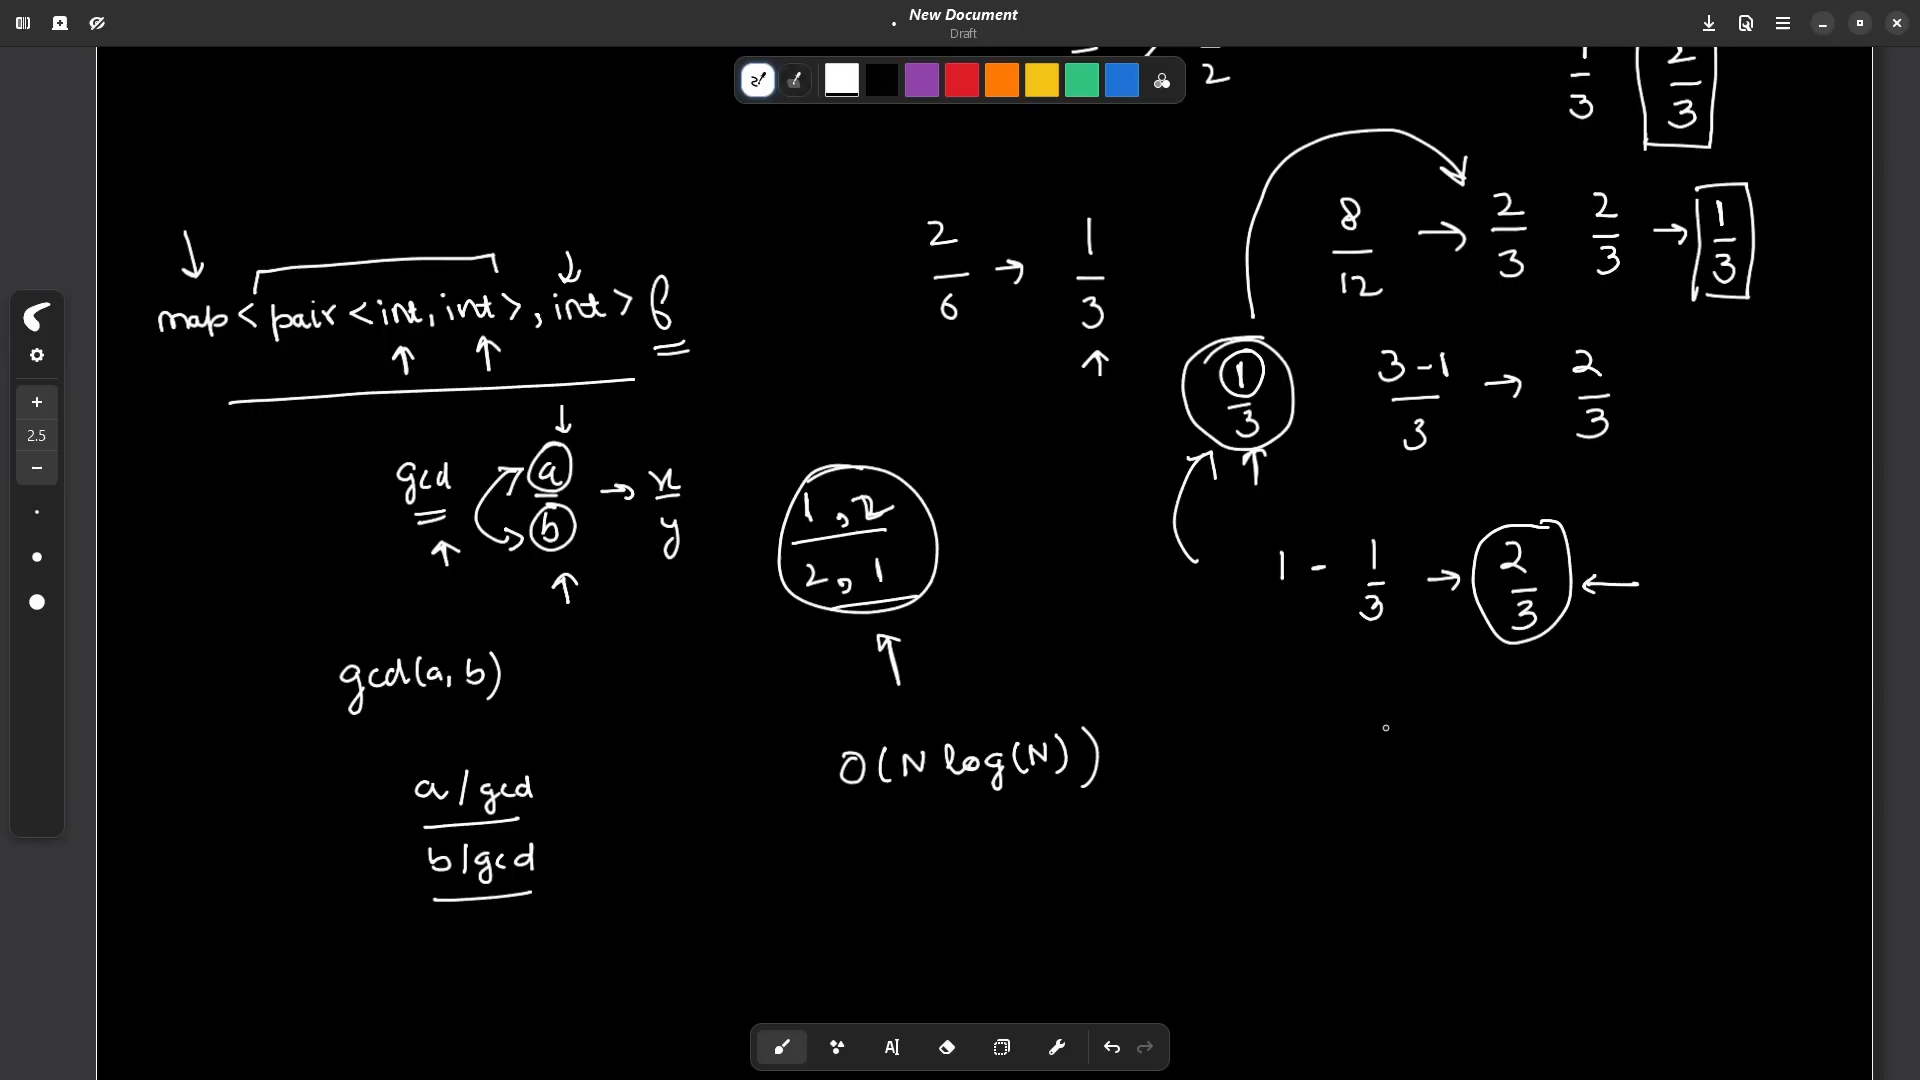 New Document
Draft
2
1
3
2
3
8
12
→
2
3
2
3
→
1
3
2
6
→
1
3
map < pair < int, int > , int > f
1
3
3 - 1
3
→
2
3
2.5
gcd
a
b
→
x
y
1 , 2
2 , 1
1 -
1
3
→
2
3
gcd(a, b)
O(N log(N))
a / gcd
b / gcd